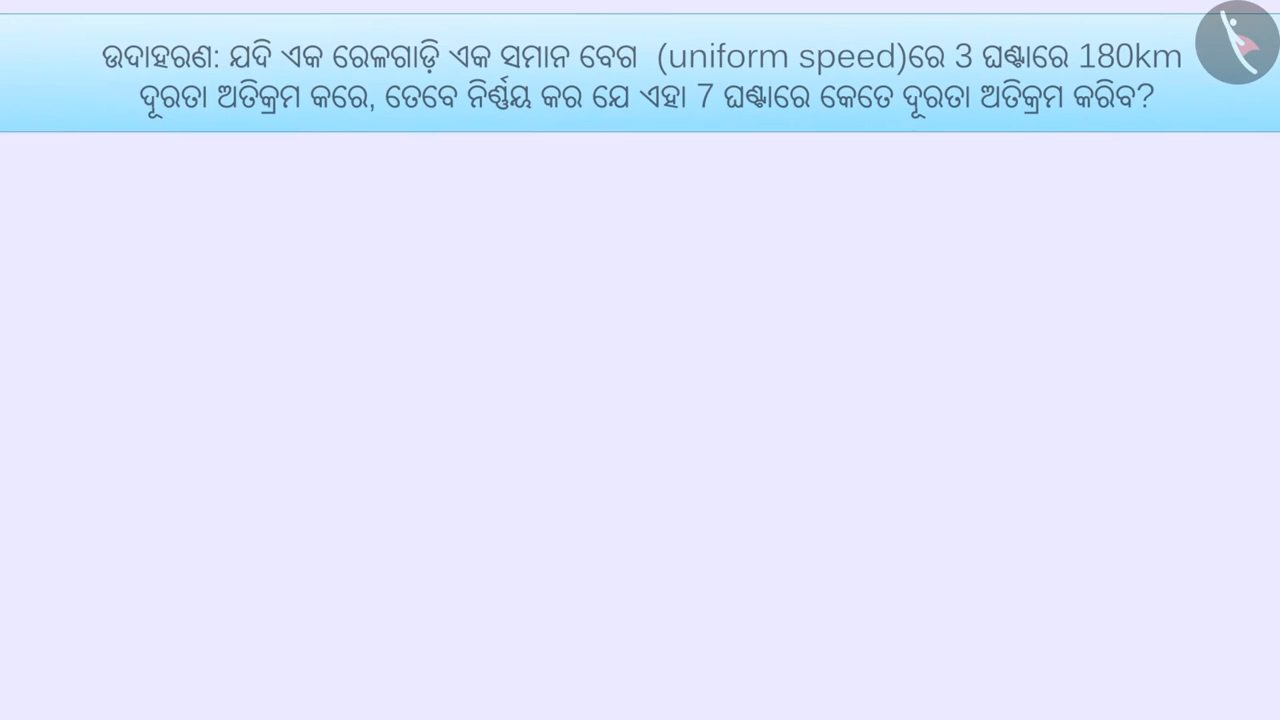 ଉଦାହରଣ: ଯଦି ଏକ ରେଳଗାଡ଼ି ଏକ ସମାନ ବେଗ (uniform speed)ରେ 3 ଘଣ୍ଟାରେ 180km
ଦୂରତା ଅତିକ୍ରମ କରେ, ତେବେ ନିର୍ଣ୍ଣୟ କର ଯେ ଏହା 7 ଘଣ୍ଟାରେ କେତେ ଦୂରତା ଅତିକ୍ରମ କରିବ?